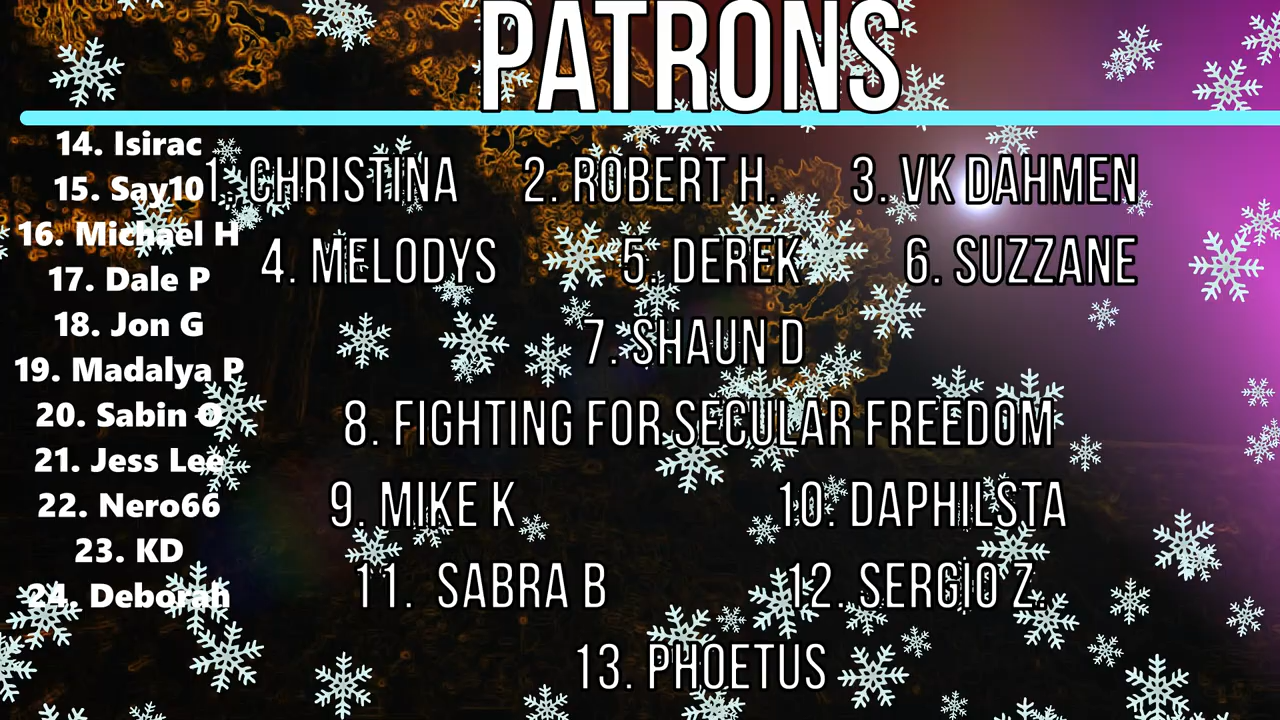 PATRONS
1. CHRISTINA 2. ROBERT H. 3. VK DAHMEN
4. MELODYS 5. DEREK 6. SUZZANE
7. SHAUN D
8. FIGHTING FOR SECULAR FREEDOM
9. MIKE K 10. DAPHILSTA
11. SABRA B 12. SERGIO Z.
13. PHOETUS
14. Isirac
15. Say10
16. Michael H
17. Dale P
18. Jon G
19. Madalya P
20. Sabin O
21. Jess Lee
22. Nero66
23. KD
24. Deborah